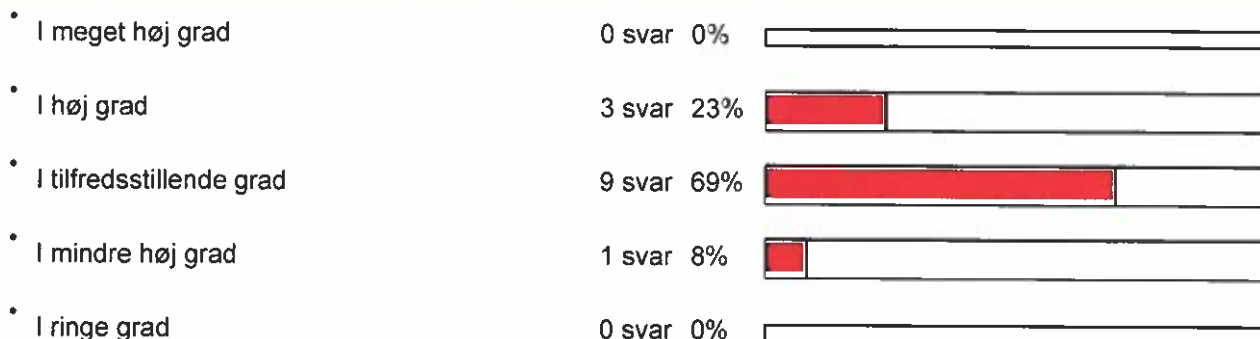 I meget høj grad 0 svar 0%
I høj grad 3 svar 23%
I tilfredsstillende grad 9 svar 69%
I mindre høj grad 1 svar 8%
I ringe grad 0 svar 0%